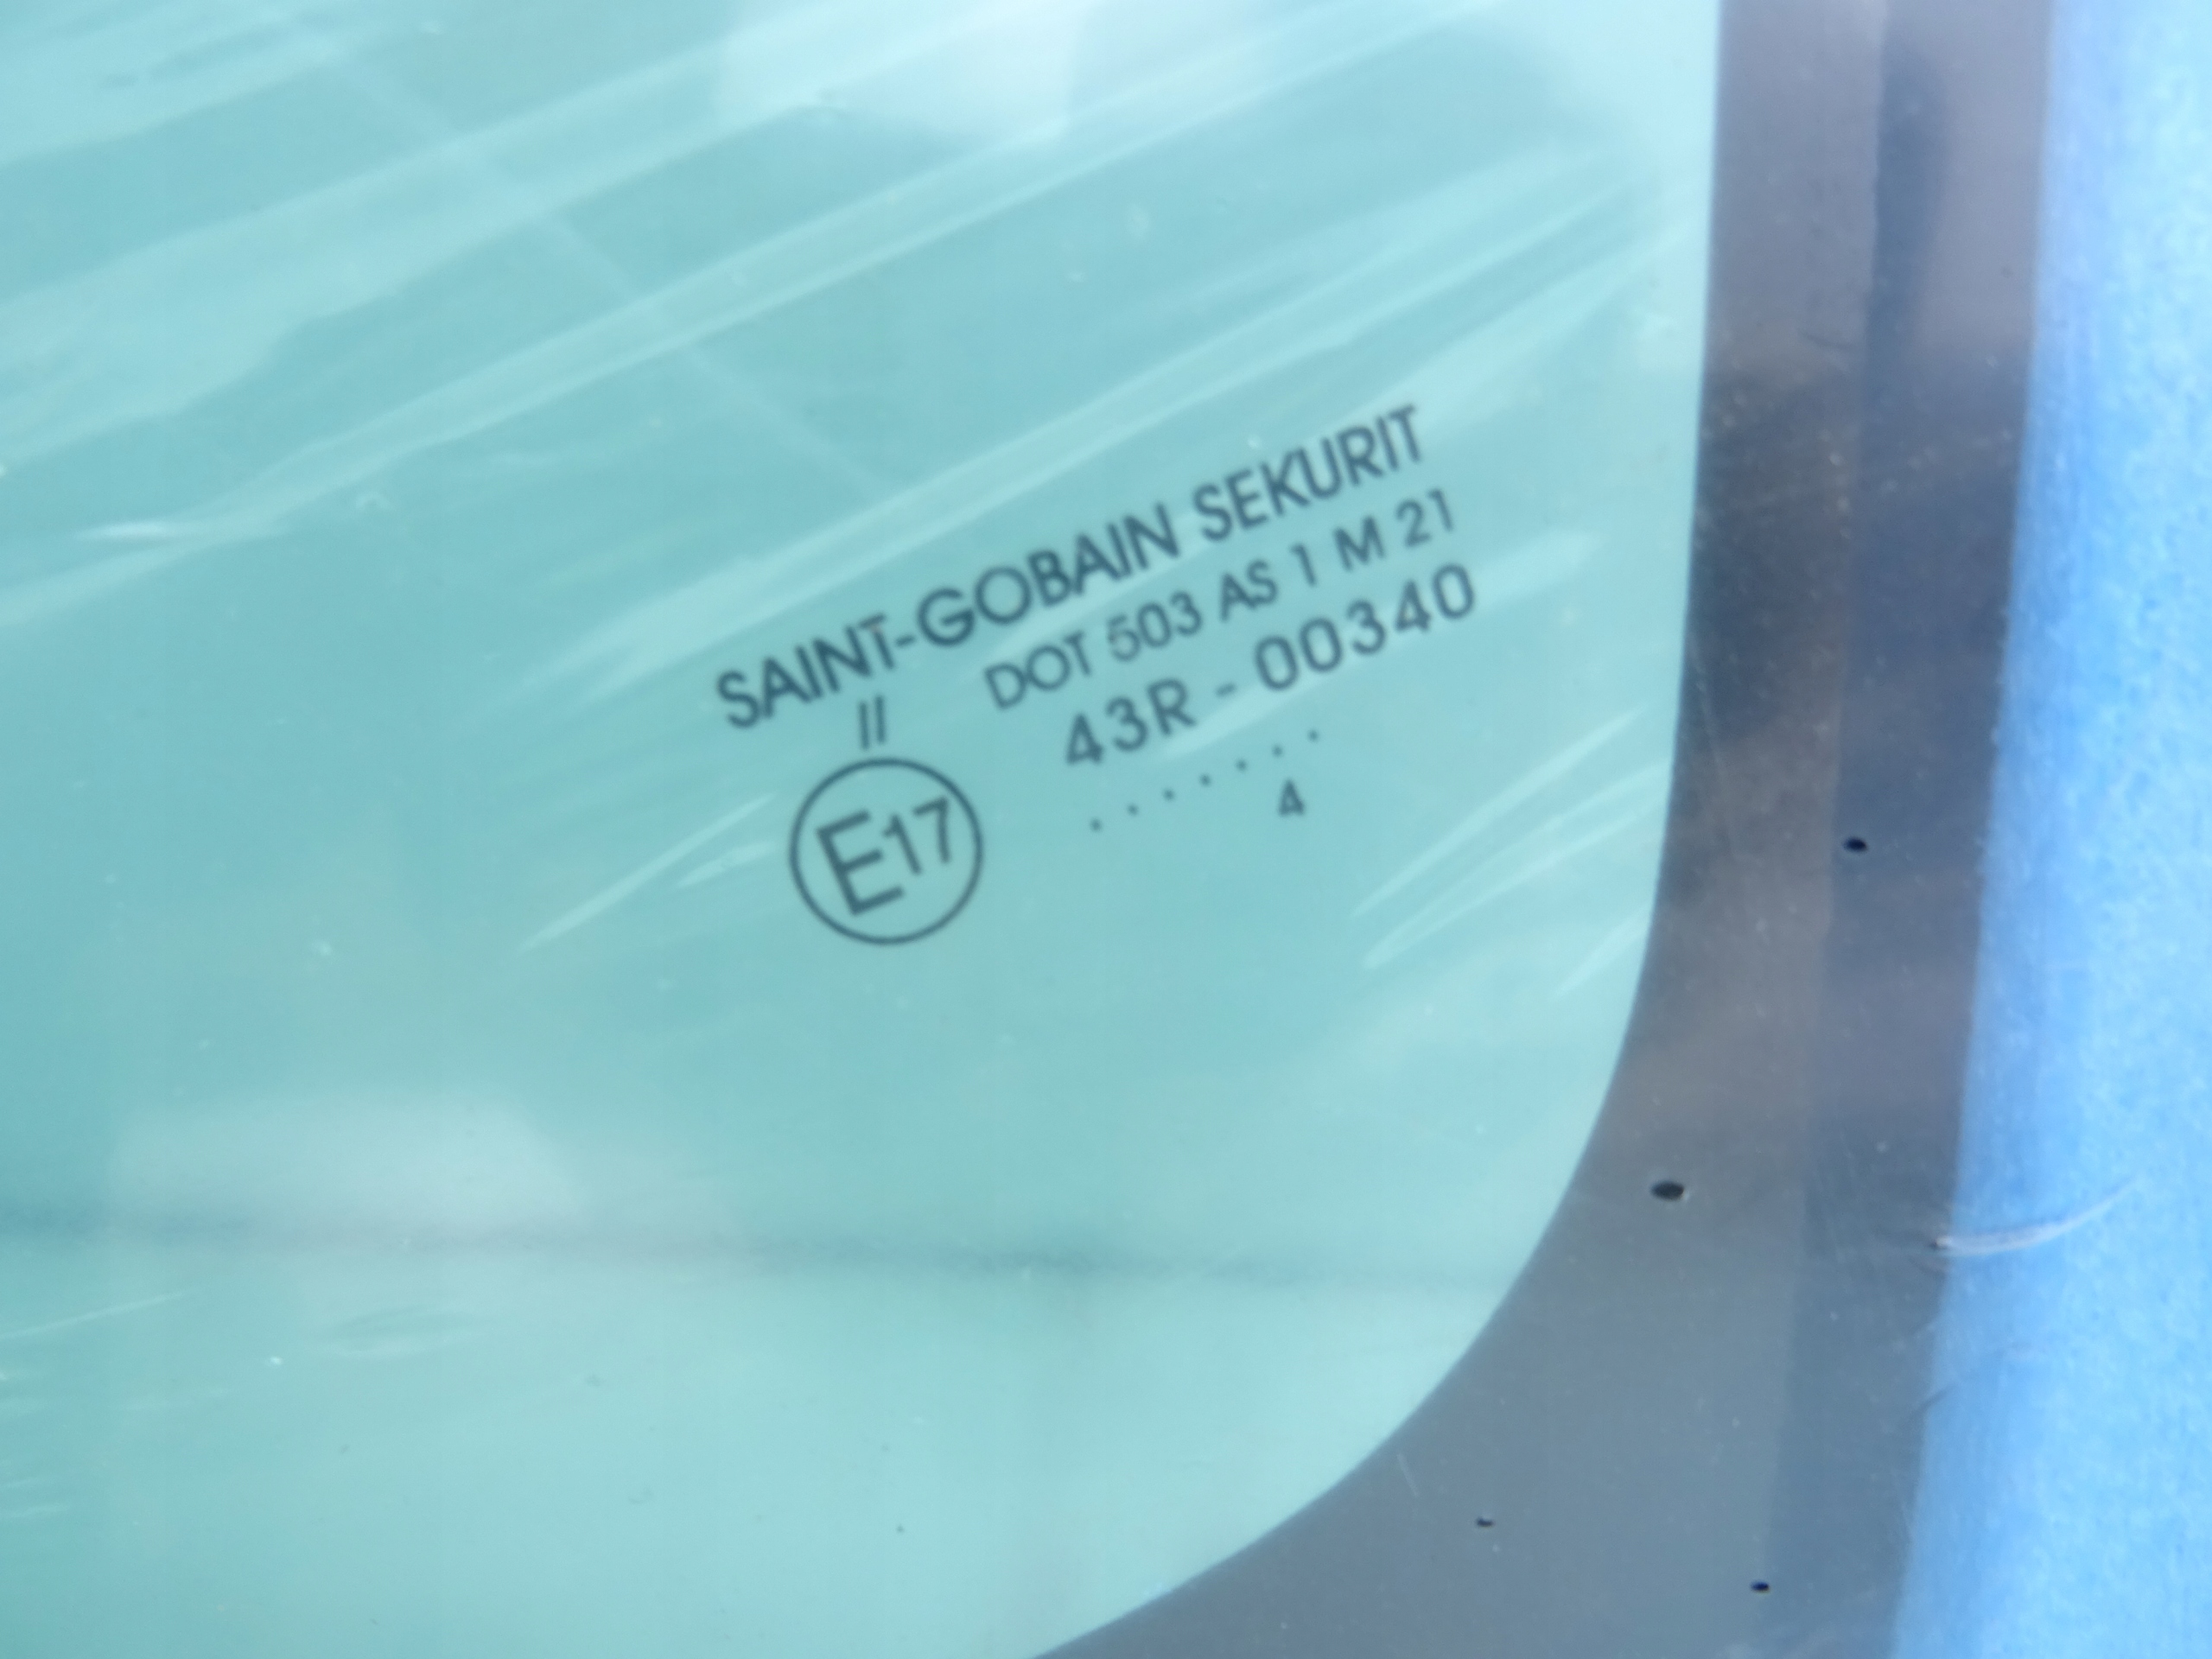 SAINT-GOBAIN SEKURIT
II DOT 503 AS 1 M 21
43R - 00340
E17
. . . . . . .
4